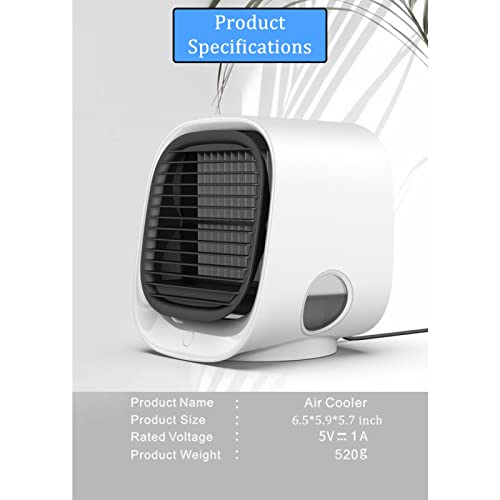 Product
Specifications
Product Name : Air Cooler
Product Size : 6.5*5.9*5.7 inch
Rated Voltage : 5V⎓1A
Product Weight : 520g